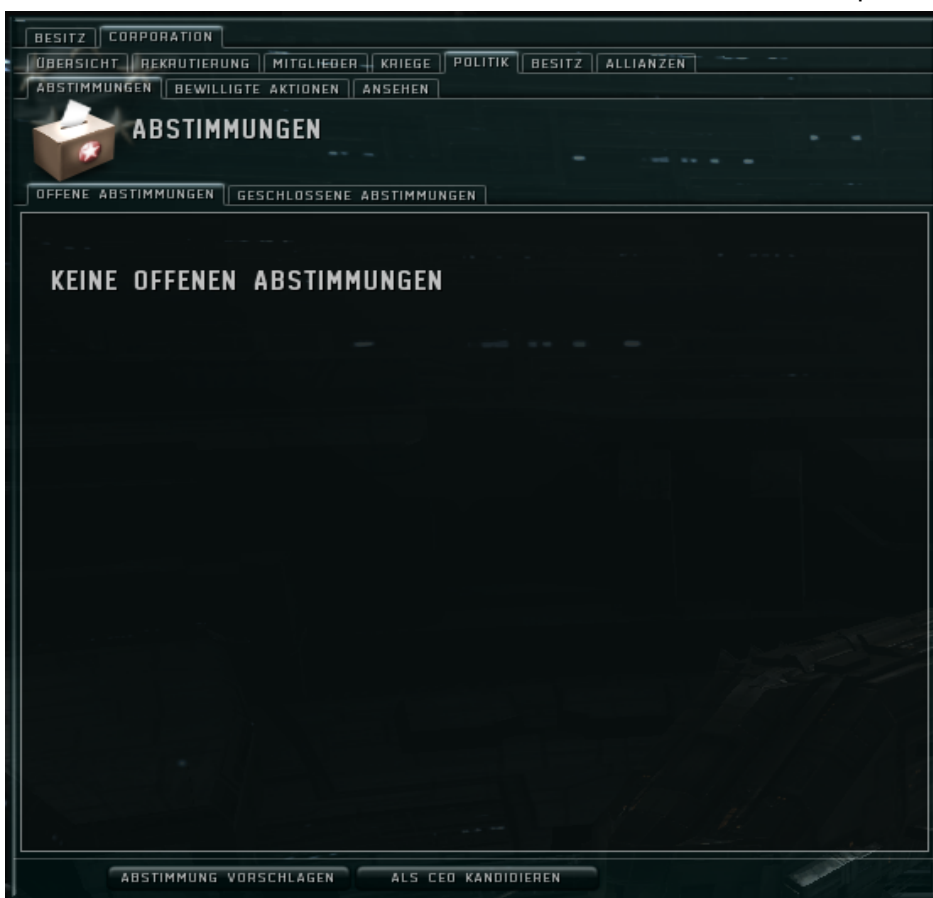 BESITZ CORPORATION
ÜBERSICHT REKRUTIERUNG MITGLIEDER KRIEGE POLITIK BESITZ ALLIANZEN
ABSTIMMUNGEN BEWILLIGTE AKTIONEN ANSEHEN
ABSTIMMUNGEN
OFFENE ABSTIMMUNGEN GESCHLOSSENE ABSTIMMUNGEN
KEINE OFFENEN ABSTIMMUNGEN
ABSTIMMUNG VORSCHLAGEN ALS CEO KANDIDIEREN